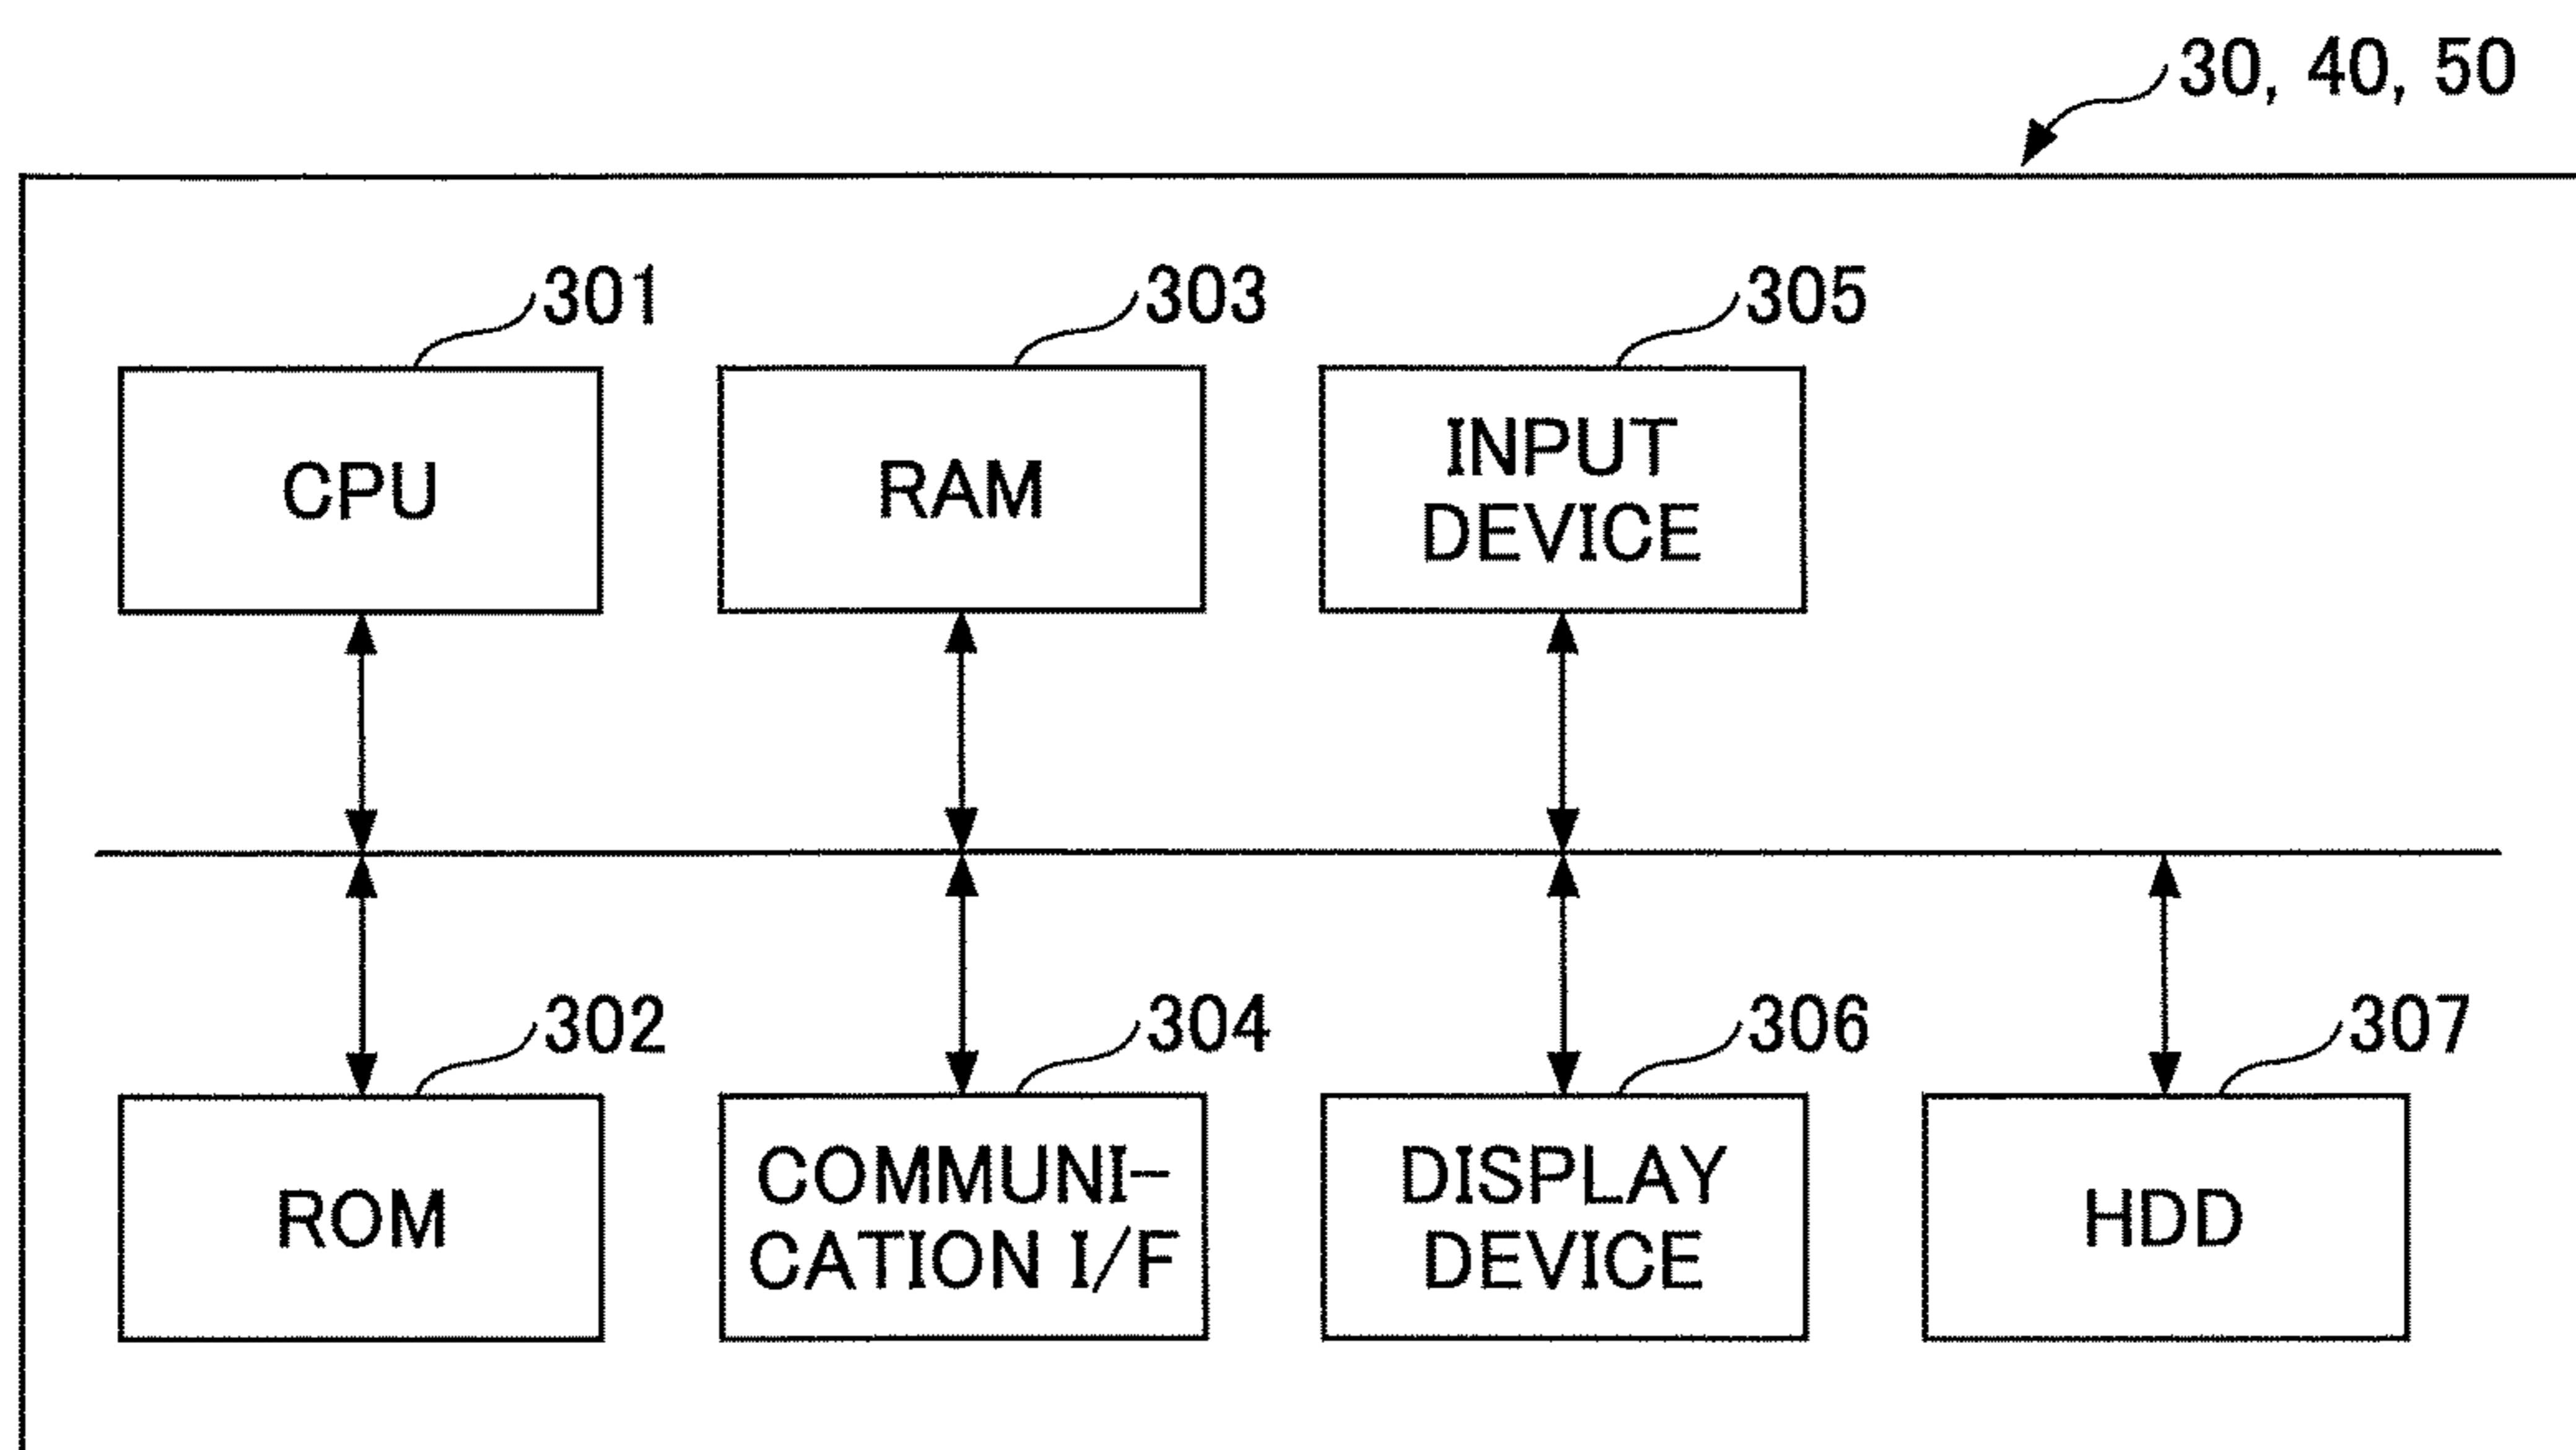 30, 40, 50
301
303
305
CPU
RAM
INPUT
DEVICE
302
304
306
307
ROM
COMMUNI-
CATION I/F
DISPLAY
DEVICE
HDD